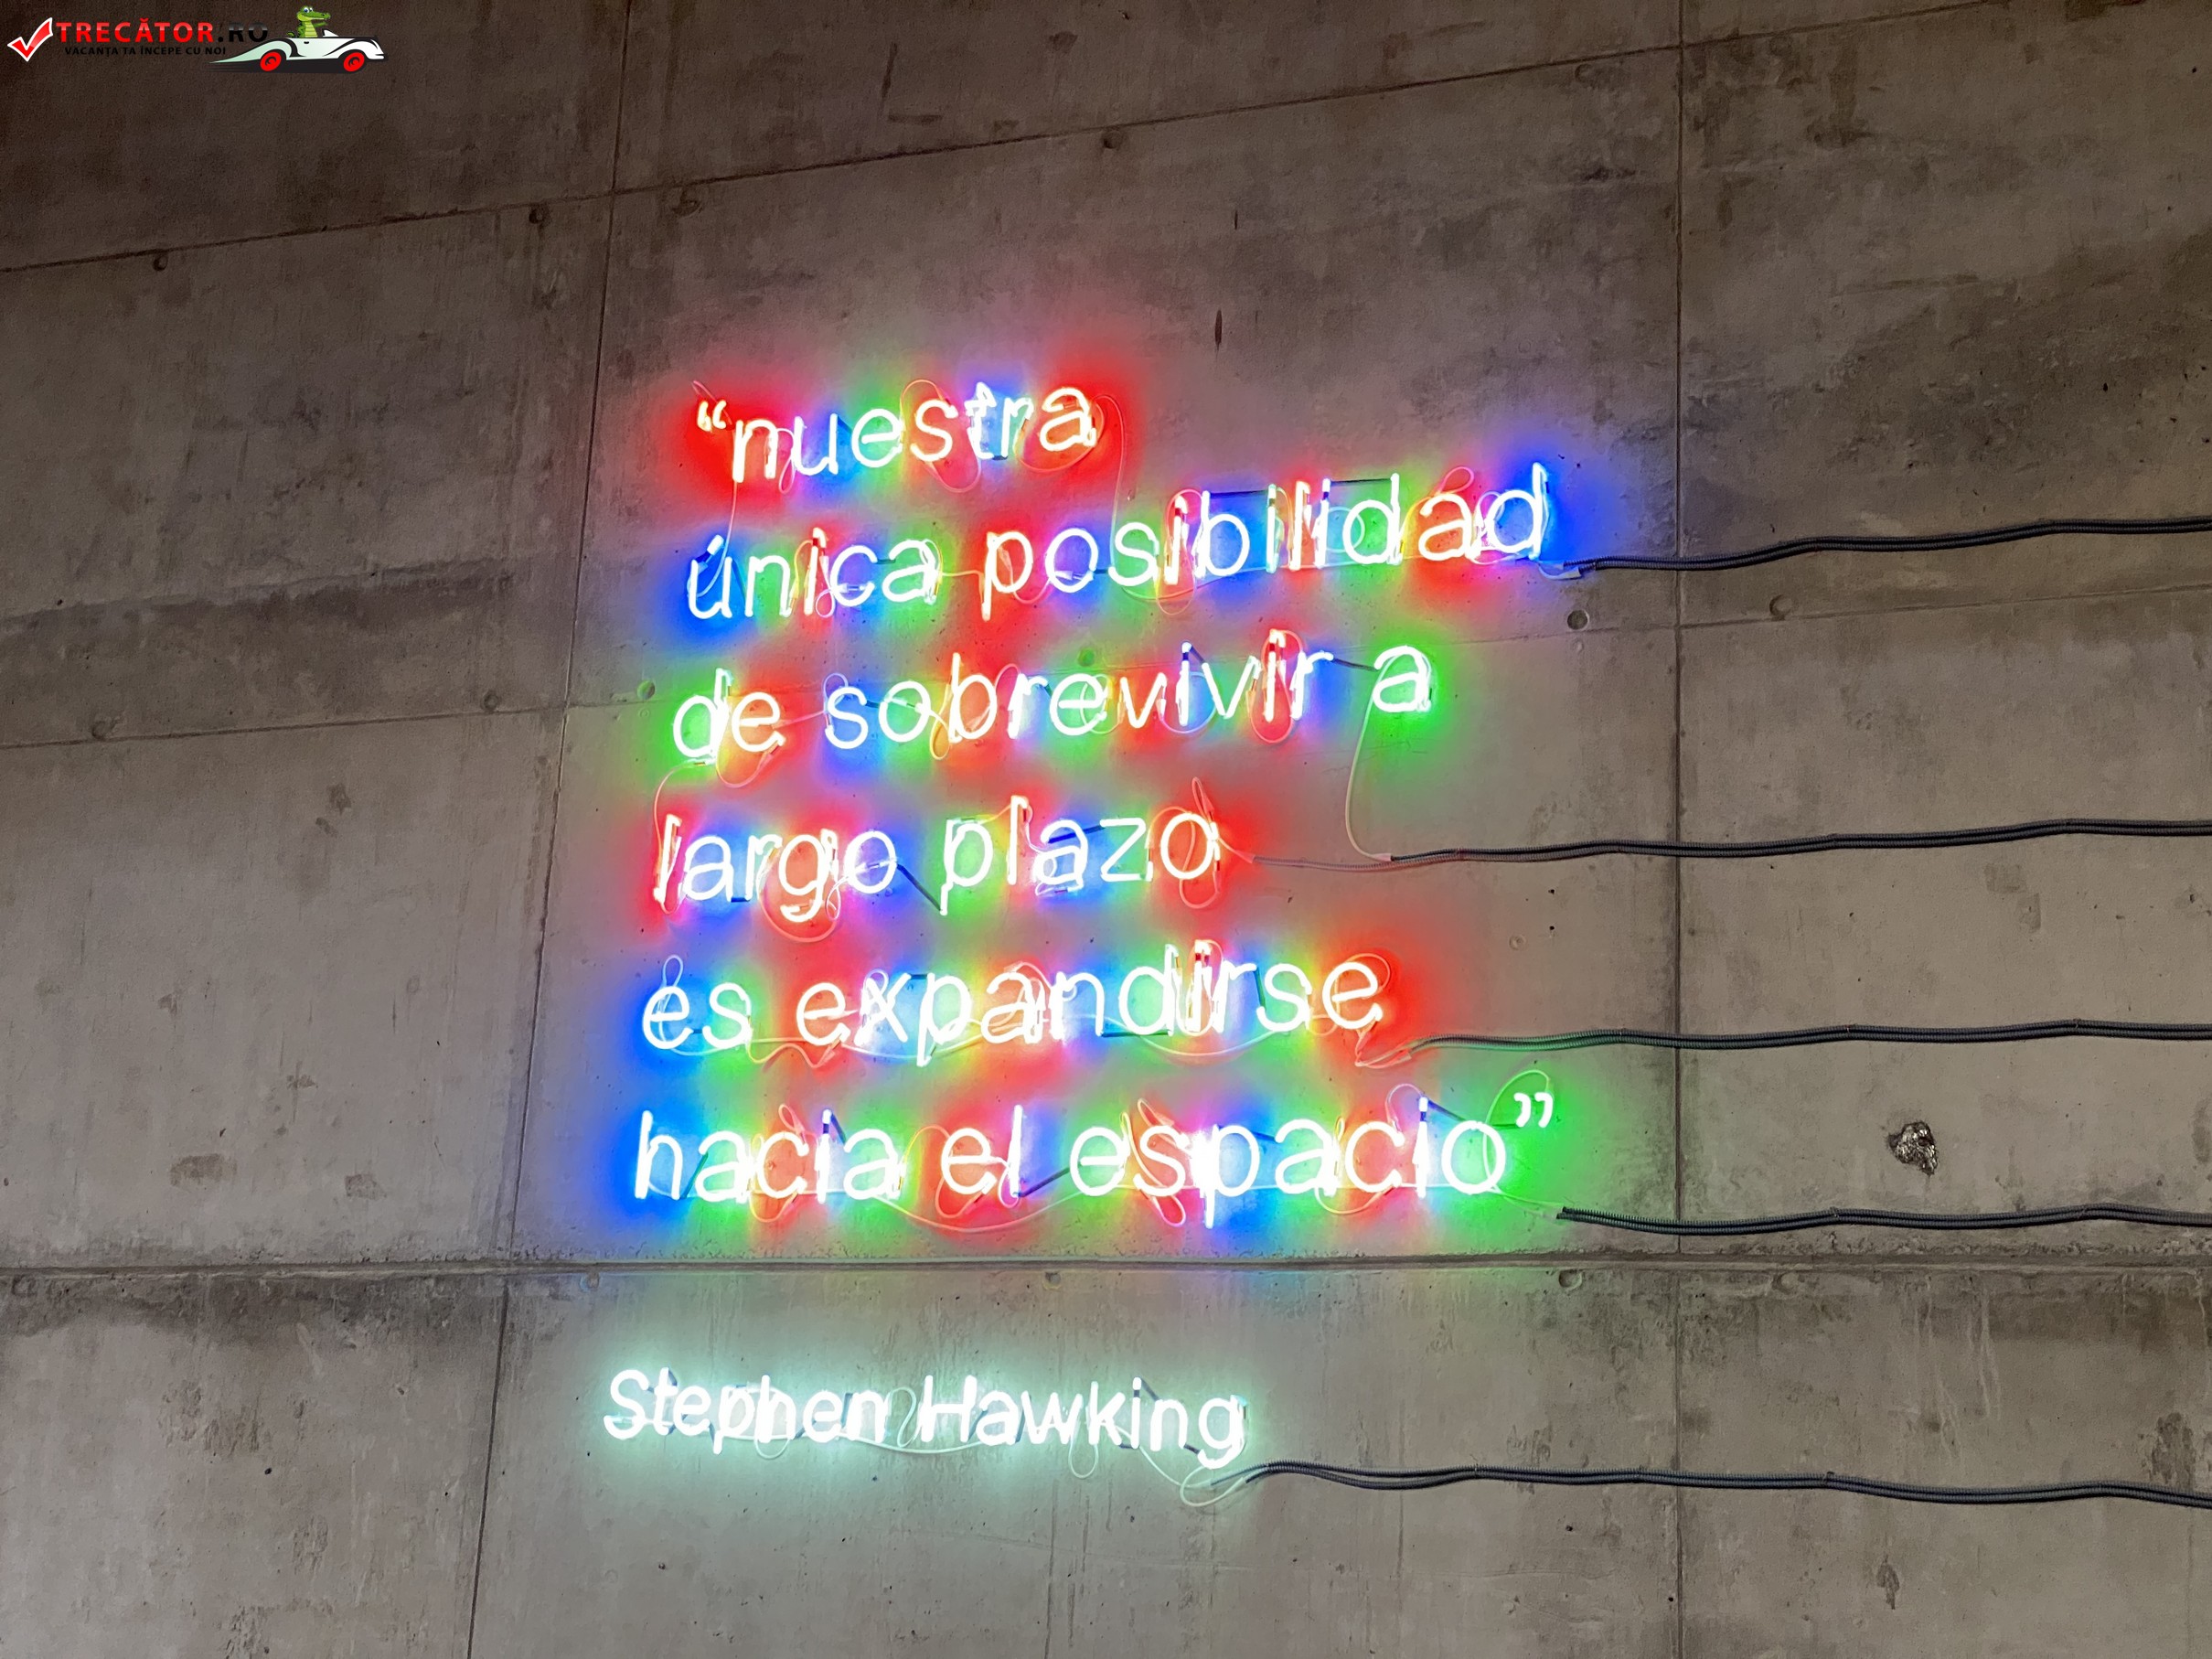 TRECĂTOR.RO
VACANȚA TA ÎNCEPE CU NOI
“nuestra
única posibilidad
de sobrevivir a
largo plazo
es expandirse
hacia el espacio”
Stephen Hawking